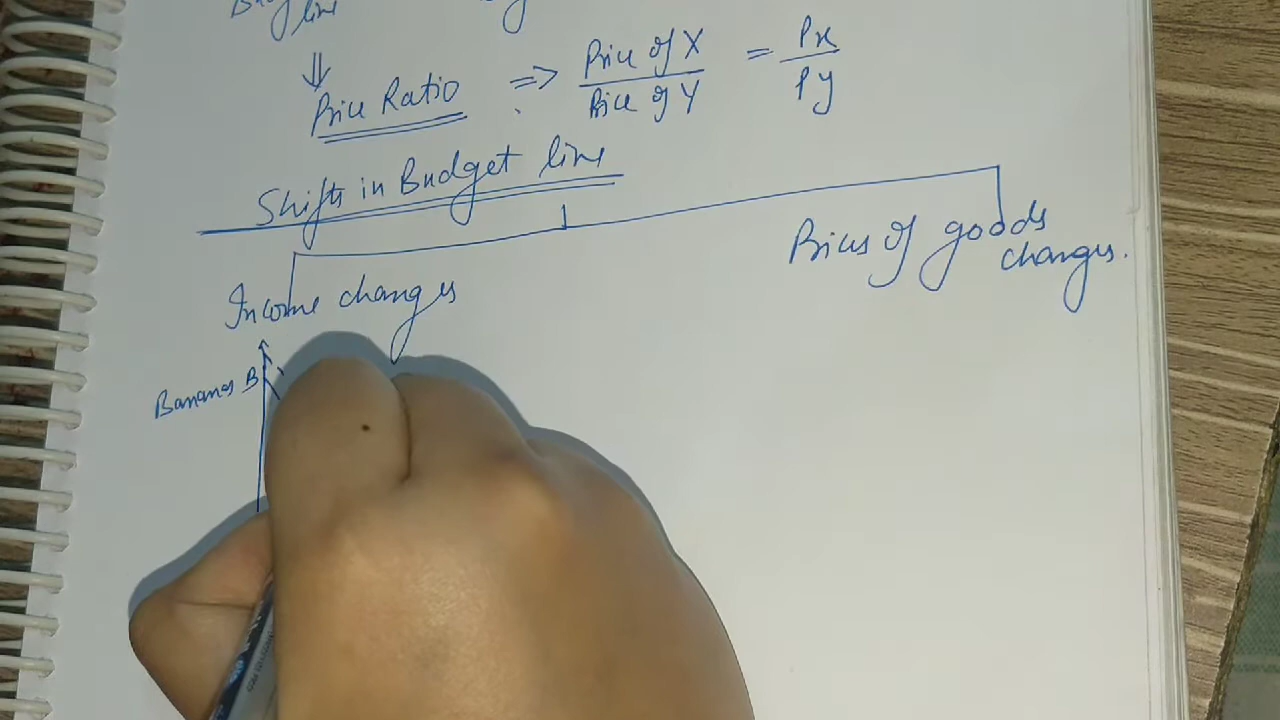 line
⇓
Price Ratio => Price of X / Price of Y = Px / Py
Shifts in Budget line
Income changes
Prices of goods
changes.
Bananas B